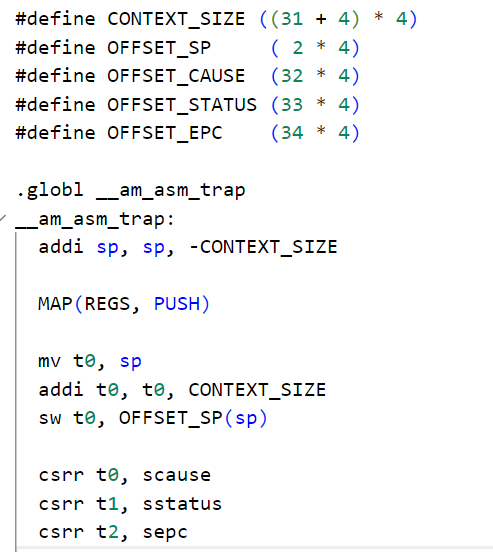 #define CONTEXT_SIZE ((31 + 4) * 4)
#define OFFSET_SP     ( 2 * 4)
#define OFFSET_CAUSE  (32 * 4)
#define OFFSET_STATUS (33 * 4)
#define OFFSET_EPC    (34 * 4)

.globl __am_asm_trap
__am_asm_trap:
  addi sp, sp, -CONTEXT_SIZE

  MAP(REGS, PUSH)

  mv t0, sp
  addi t0, t0, CONTEXT_SIZE
  sw t0, OFFSET_SP(sp)

  csrr t0, scause
  csrr t1, sstatus
  csrr t2, sepc